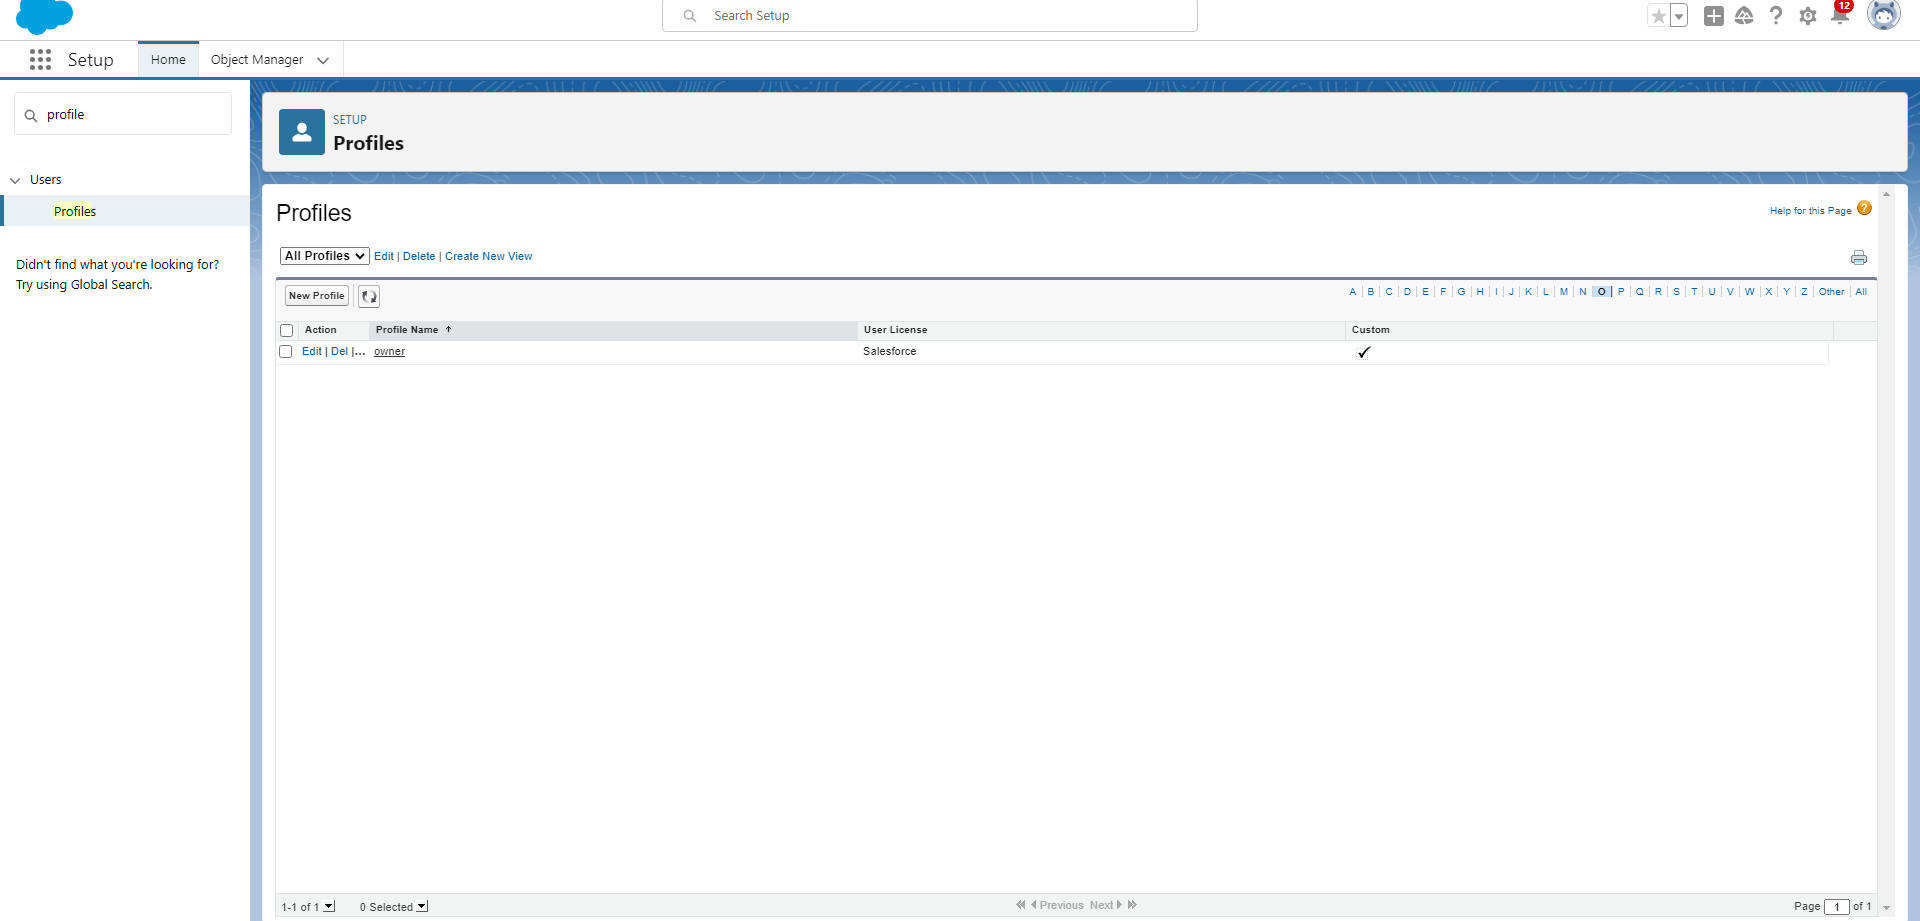 Search Setup
12
Setup
Home
Object Manager
profile
Users
Profiles
Didn't find what you're looking for?
Try using Global Search.
SETUP
Profiles
Profiles
Help for this Page ?
All Profiles Edit | Delete | Create New View
New Profile
A | B | C | D | E | F | G | H | I | J | K | L | M | N | O | P | Q | R | S | T | U | V | W | X | Y | Z | Other | All
Action Profile Name ↑ User License Custom
Edit | Del |... owner Salesforce ✓
1-1 of 1 0 Selected Previous Next Page 1 of 1